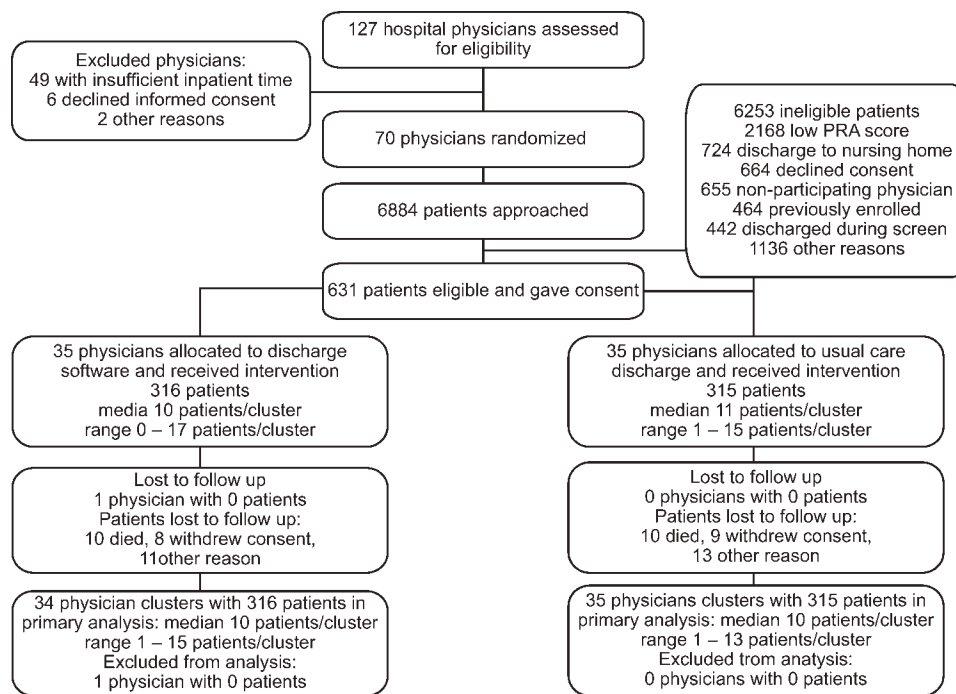 127 hospital physicians assessed
for eligibility
Excluded physicians:
49 with insufficient inpatient time
6 declined informed consent
2 other reasons
70 physicians randomized
6884 patients approached
6253 ineligible patients
2168 low PRA score
724 discharge to nursing home
664 declined consent
655 non-participating physician
464 previously enrolled
442 discharged during screen
1136 other reasons
631 patients eligible and gave consent
35 physicians allocated to discharge
software and received intervention
316 patients
media 10 patients/cluster
range 0 – 17 patients/cluster
35 physicians allocated to usual care
discharge and received intervention
315 patients
median 11 patients/cluster
range 1 – 15 patients/cluster
Lost to follow up
1 physician with 0 patients
Patients lost to follow up:
10 died, 8 withdrew consent,
11other reason
Lost to follow up
0 physicians with 0 patients
Patients lost to follow up:
10 died, 9 withdrew consent,
13 other reason
34 physician clusters with 316 patients in
primary analysis: median 10 patients/cluster
range 1 – 15 patients/cluster
Excluded from analysis:
1 physician with 0 patients
35 physicians clusters with 315 patients in
primary analysis: median 10 patients/cluster
range 1 – 13 patients/cluster
Excluded trom analysis:
0 physicians with 0 patients